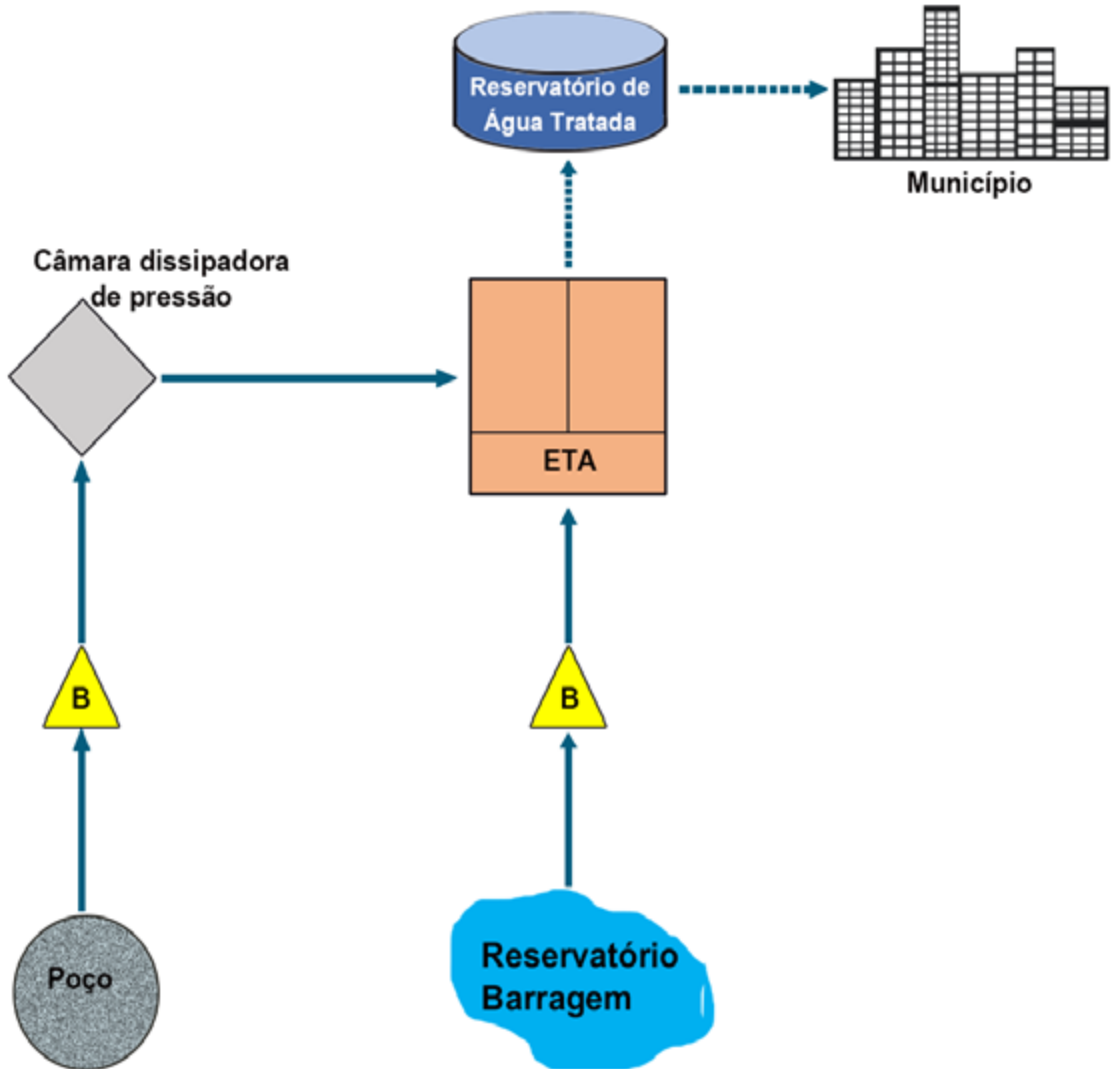 Reservatório de
Água Tratada
Município
Câmara dissipadora
de pressão
ETA
B
B
Poço
Reservatório
Barragem